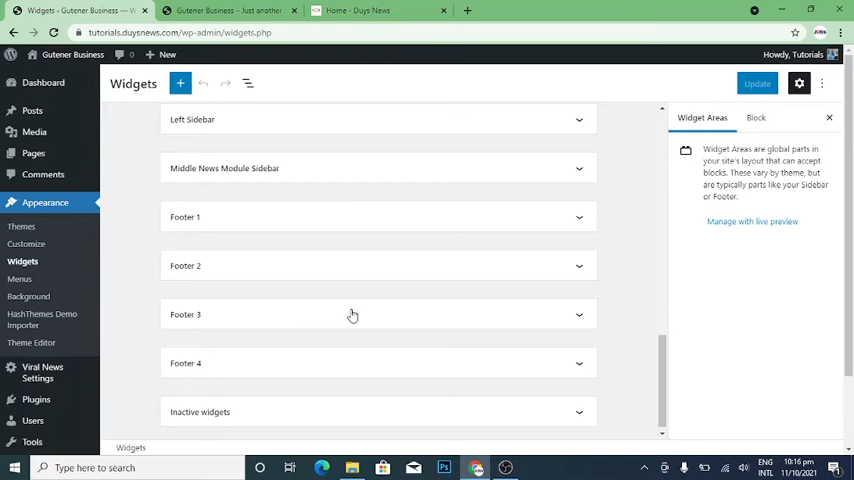 Widgets - Gutener Business — W
Gutener Business – Just another
Home - Duys News
tutorials.duysnews.com/wp-admin/widgets.php
Gutener Business
0
New
Howdy, Tutorials
Dashboard
Posts
Media
Pages
Comments
Appearance
Themes
Customize
Widgets
Menus
Background
HashThemes Demo
Importer
Theme Editor
Viral News
Settings
Plugins
Users
Tools
Widgets
Update
Left Sidebar
Middle News Module Sidebar
Footer 1
Footer 2
Footer 3
Footer 4
Inactive widgets
Widgets
Widget Areas
Block
Widget Areas are global parts in
your site's layout that can accept
blocks. These vary by theme, but
are typically parts like your Sidebar
or Footer.
Manage with live preview
Type here to search
Ps
ENG
INTL
10:16 pm
11/10/2021